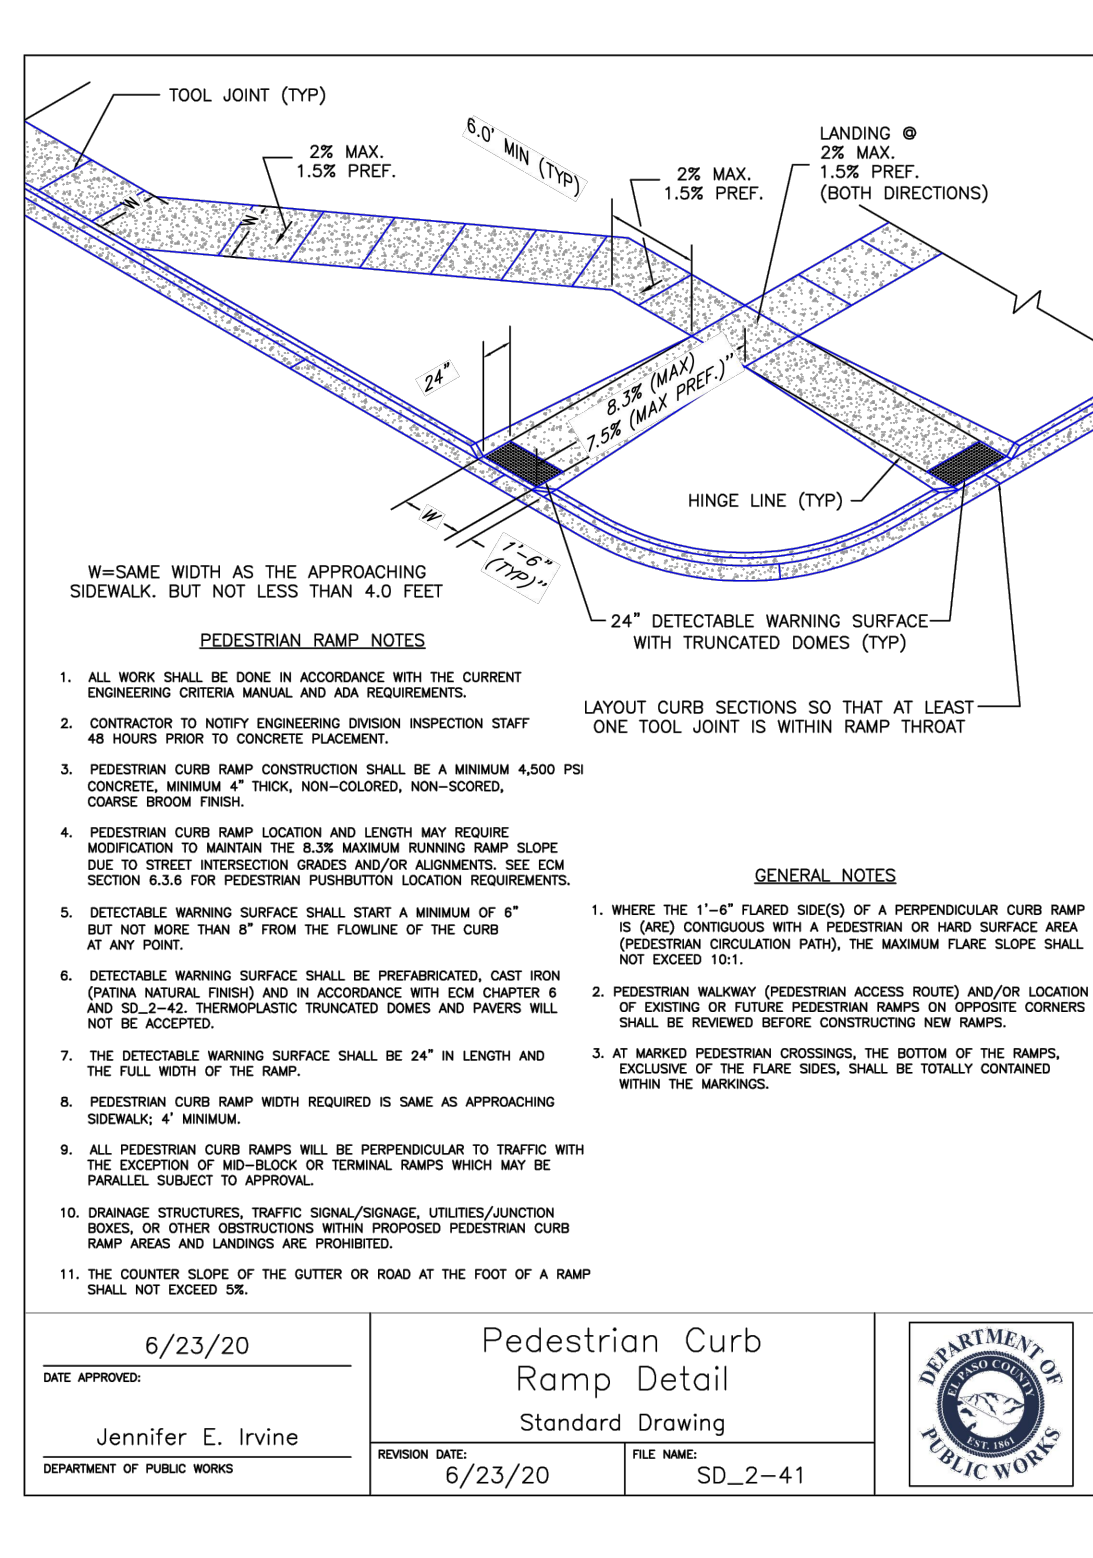 TOOL JOINT (TYP)
2% MAX.
1.5% PREF.
6.0' MIN (TYP)
2% MAX.
1.5% PREF.
LANDING @
2% MAX.
1.5% PREF.
(BOTH DIRECTIONS)
W
W
24"
8.3% (MAX)
7.5% (MAX PREF.)"
HINGE LINE (TYP)
W
1'-6"
(TYP)"
W=SAME WIDTH AS THE APPROACHING
SIDEWALK. BUT NOT LESS THAN 4.0 FEET
24" DETECTABLE WARNING SURFACE
WITH TRUNCATED DOMES (TYP)
LAYOUT CURB SECTIONS SO THAT AT LEAST
ONE TOOL JOINT IS WITHIN RAMP THROAT
PEDESTRIAN RAMP NOTES
1. ALL WORK SHALL BE DONE IN ACCORDANCE WITH THE CURRENT
ENGINEERING CRITERIA MANUAL AND ADA REQUIREMENTS.
2. CONTRACTOR TO NOTIFY ENGINEERING DIVISION INSPECTION STAFF
48 HOURS PRIOR TO CONCRETE PLACEMENT.
3. PEDESTRIAN CURB RAMP CONSTRUCTION SHALL BE A MINIMUM 4,500 PSI
CONCRETE, MINIMUM 4" THICK, NON-COLORED, NON-SCORED,
COARSE BROOM FINISH.
4. PEDESTRIAN CURB RAMP LOCATION AND LENGTH MAY REQUIRE
MODIFICATION TO MAINTAIN THE 8.3% MAXIMUM RUNNING RAMP SLOPE
DUE TO STREET INTERSECTION GRADES AND/OR ALIGNMENTS. SEE ECM
SECTION 6.3.6 FOR PEDESTRIAN PUSHBUTTON LOCATION REQUIREMENTS.
5. DETECTABLE WARNING SURFACE SHALL START A MINIMUM OF 6"
BUT NOT MORE THAN 8" FROM THE FLOWLINE OF THE CURB
AT ANY POINT.
6. DETECTABLE WARNING SURFACE SHALL BE PREFABRICATED, CAST IRON
(PATINA NATURAL FINISH) AND IN ACCORDANCE WITH ECM CHAPTER 6
AND SD_2-42. THERMOPLASTIC TRUNCATED DOMES AND PAVERS WILL
NOT BE ACCEPTED.
7. THE DETECTABLE WARNING SURFACE SHALL BE 24" IN LENGTH AND
THE FULL WIDTH OF THE RAMP.
8. PEDESTRIAN CURB RAMP WIDTH REQUIRED IS SAME AS APPROACHING
SIDEWALK; 4' MINIMUM.
9. ALL PEDESTRIAN CURB RAMPS WILL BE PERPENDICULAR TO TRAFFIC WITH
THE EXCEPTION OF MID-BLOCK OR TERMINAL RAMPS WHICH MAY BE
PARALLEL SUBJECT TO APPROVAL.
10. DRAINAGE STRUCTURES, TRAFFIC SIGNAL/SIGNAGE, UTILITIES/JUNCTION
BOXES, OR OTHER OBSTRUCTIONS WITHIN PROPOSED PEDESTRIAN CURB
RAMP AREAS AND LANDINGS ARE PROHIBITED.
11. THE COUNTER SLOPE OF THE GUTTER OR ROAD AT THE FOOT OF A RAMP
SHALL NOT EXCEED 5%.
GENERAL NOTES
1. WHERE THE 1'-6" FLARED SIDE(S) OF A PERPENDICULAR CURB RAMP
IS (ARE) CONTIGUOUS WITH A PEDESTRIAN OR HARD SURFACE AREA
(PEDESTRIAN CIRCULATION PATH), THE MAXIMUM FLARE SLOPE SHALL
NOT EXCEED 10:1.
2. PEDESTRIAN WALKWAY (PEDESTRIAN ACCESS ROUTE) AND/OR LOCATION
OF EXISTING OR FUTURE PEDESTRIAN RAMPS ON OPPOSITE CORNERS
SHALL BE REVIEWED BEFORE CONSTRUCTING NEW RAMPS.
3. AT MARKED PEDESTRIAN CROSSINGS, THE BOTTOM OF THE RAMPS,
EXCLUSIVE OF THE FLARE SIDES, SHALL BE TOTALLY CONTAINED
WITHIN THE MARKINGS.
6/23/20
DATE APPROVED:
Jennifer E. Irvine
DEPARTMENT OF PUBLIC WORKS
Pedestrian Curb
Ramp Detail
Standard Drawing
REVISION DATE:
6/23/20
FILE NAME:
SD_2-41
DEPARTMENT OF
EL PASO COUNTY
EST. 1861
PUBLIC WORKS